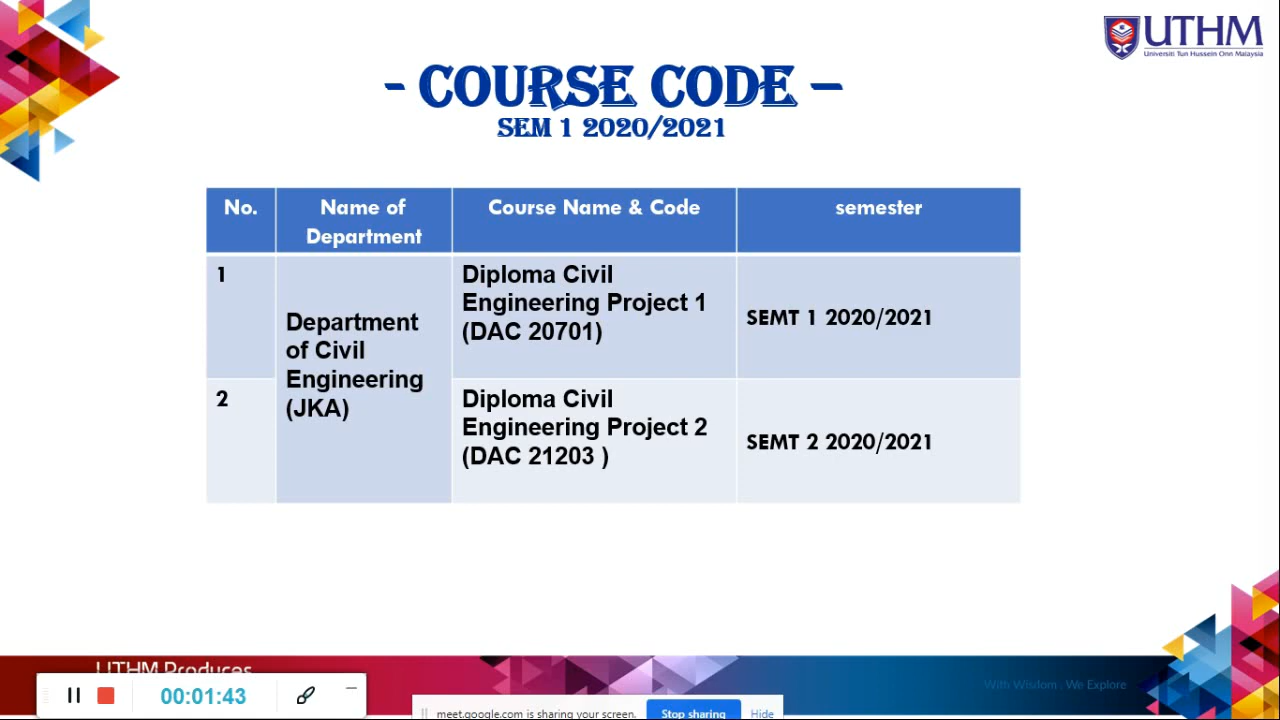 UTHM
Universiti Tun Hussein Onn Malaysia
- COURSE CODE –
SEM 1 2020/2021
No.
Name of
Department
Course Name & Code
semester
1
Department
of Civil
Engineering
(JKA)
Diploma Civil
Engineering Project 1
(DAC 20701)
SEMT 1 2020/2021
2
Diploma Civil
Engineering Project 2
(DAC 21203 )
SEMT 2 2020/2021
UTHM Produces
With Wisdom . We Explore
00:01:43
meet.google.com is sharing your screen.
Stop sharing
Hide